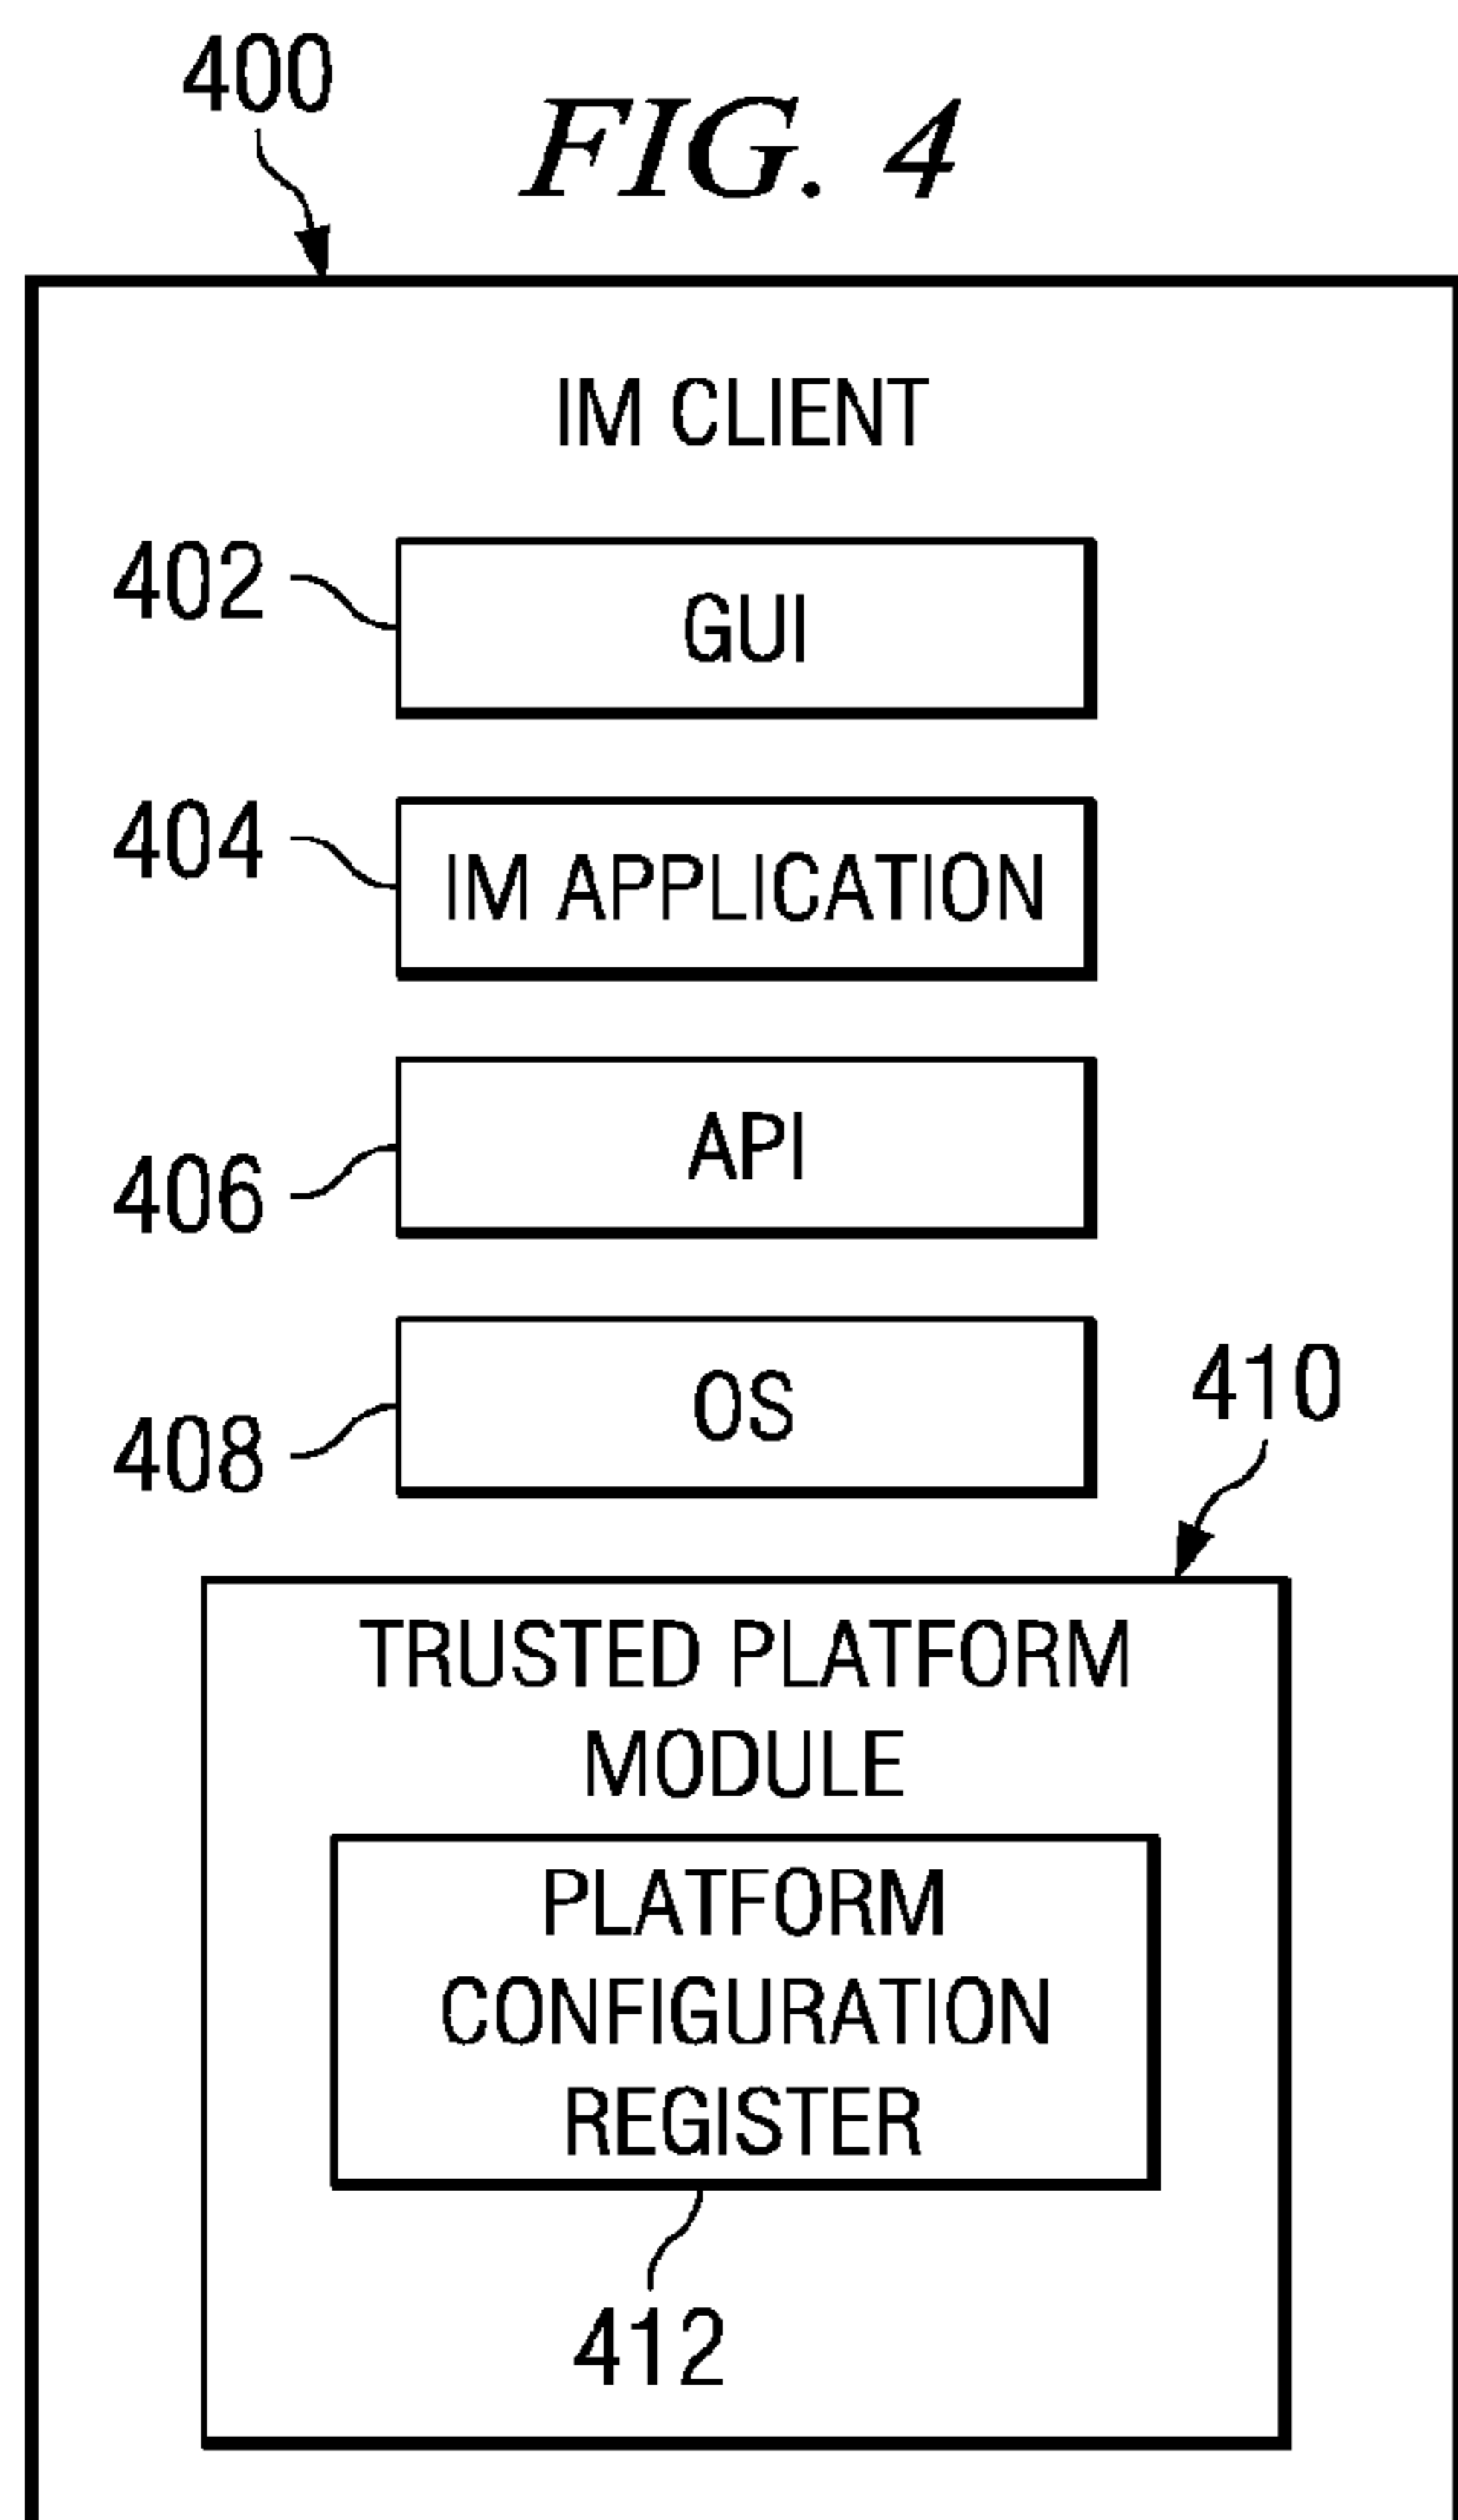 400
FIG. 4
IM CLIENT
402
GUI
404
IM APPLICATION
API
406
OS
408
410
TRUSTED PLATFORM
MODULE
PLATFORM
CONFIGURATION
REGISTER
412